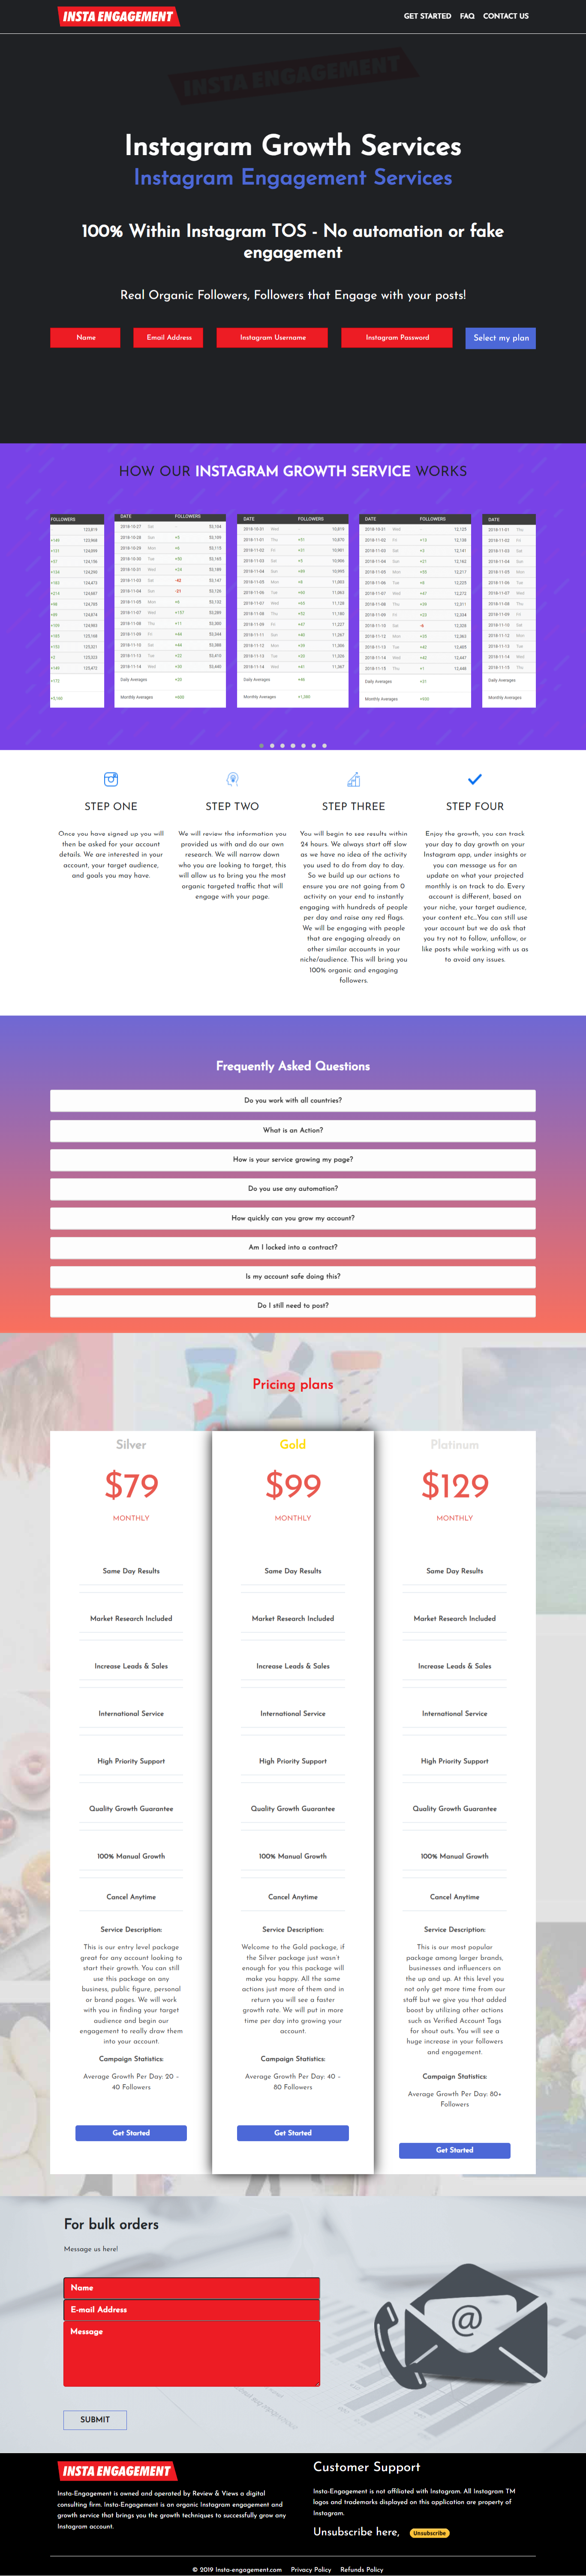 INSTA ENGAGEMENT
GET STARTED FAQ CONTACT US
INSTA ENGAGEMENT
Instagram Growth Services
Instagram Engagement Services
100% Within Instagram TOS - No automation or fake
engagement
Real Organic Followers, Followers that Engage with your posts!
Name Email Address Instagram Username Instagram Password Select my plan
HOW OUR INSTAGRAM GROWTH SERVICE WORKS
FOLLOWERS
DATE FOLLOWERS
DATE FOLLOWERS
DATE FOLLOWERS
DATE
Daily Averages
Monthly Averages
Daily Averages
Monthly Averages
Daily Averages
Monthly Averages
Daily Averages
Monthly Averages
STEP ONE
Once you have signed up you will
then be asked for your account
details. We are interested in your
account, your target audience,
and goals you may have.
STEP TWO
We will review the information you
provided us with and do our own
research. We will narrow down
who you are looking to target, this
will allow us to bring you the most
organic targeted traffic that will
engage with your page.
STEP THREE
You will begin to see results within
24 hours. We always start off slow
as we have no idea of the activity
you used to do from day to day.
So we build up our actions to
ensure you are not going from 0
activity on your end to instantly
engaging with hundreds of people
per day and raise any red flags.
We will be engaging with people
that are engaging already on
other similar accounts in your
niche/audience. This will bring you
100% organic and engaging
followers.
STEP FOUR
Enjoy the growth, you can track
your day to day growth on your
Instagram app, under insights or
you can message us for an
update on what your projected
monthly is on track to do. Every
account is different, based on
your niche, your target audience,
your content etc..You can still use
your account but we do ask that
you try not to follow, unfollow, or
like posts while working with us as
to avoid any issues.
Frequently Asked Questions
Do you work with all countries?
What is an Action?
How is your service growing my page?
Do you use any automation?
How quickly can you grow my account?
Am I locked into a contract?
Is my account safe doing this?
Do I still need to post?
Pricing plans
Silver
$79
MONTHLY
Same Day Results
Market Research Included
Increase Leads & Sales
International Service
High Priority Support
Quality Growth Guarantee
100% Manual Growth
Cancel Anytime
Service Description:
This is our entry level package
great for any account looking to
start their growth. You can still
use this package on any
business, public figure, personal
or brand pages. We will work
with you in finding your target
audience and begin our
engagement to really draw them
into your account.
Campaign Statistics:
Average Growth Per Day: 20 –
40 Followers
Get Started
Gold
$99
MONTHLY
Same Day Results
Market Research Included
Increase Leads & Sales
International Service
High Priority Support
Quality Growth Guarantee
100% Manual Growth
Cancel Anytime
Service Description:
Welcome to the Gold package, if
the Silver package just wasn't
enough for you this package will
make you happy. All the same
actions just more of them and in
return you will see a faster
growth rate. We will put in more
time per day into growing your
account.
Campaign Statistics:
Average Growth Per Day: 40 –
80 Followers
Get Started
Platinum
$129
MONTHLY
Same Day Results
Market Research Included
Increase Leads & Sales
International Service
High Priority Support
Quality Growth Guarantee
100% Manual Growth
Cancel Anytime
Service Description:
This is our most popular
package among larger brands,
businesses and influencers on
the up and up. At this level you
not only get more time from our
staff but we give you that added
boost by utilizing other actions
such as Verified Account Tags
for shout outs. You will see a
huge increase in your followers
and engagement.
Campaign Statistics:
Average Growth Per Day: 80+
Followers
Get Started
For bulk orders
Message us here!
Name
E-mail Address
Message
SUBMIT
INSTA ENGAGEMENT
Insta-Engagement is owned and operated by Review & Views a digital
consulting firm. Insta-Engagement is an organic Instagram engagement and
growth service that brings you the growth techniques to successfully grow any
Instagram account.
Customer Support
Insta-Engagement is not affiliated with Instagram. All Instagram TM
logos and trademarks displayed on this application are property of
Instagram.
Unsubscribe here, Unsubscribe
© 2019 Insta-engagement.com Privacy Policy Refunds Policy